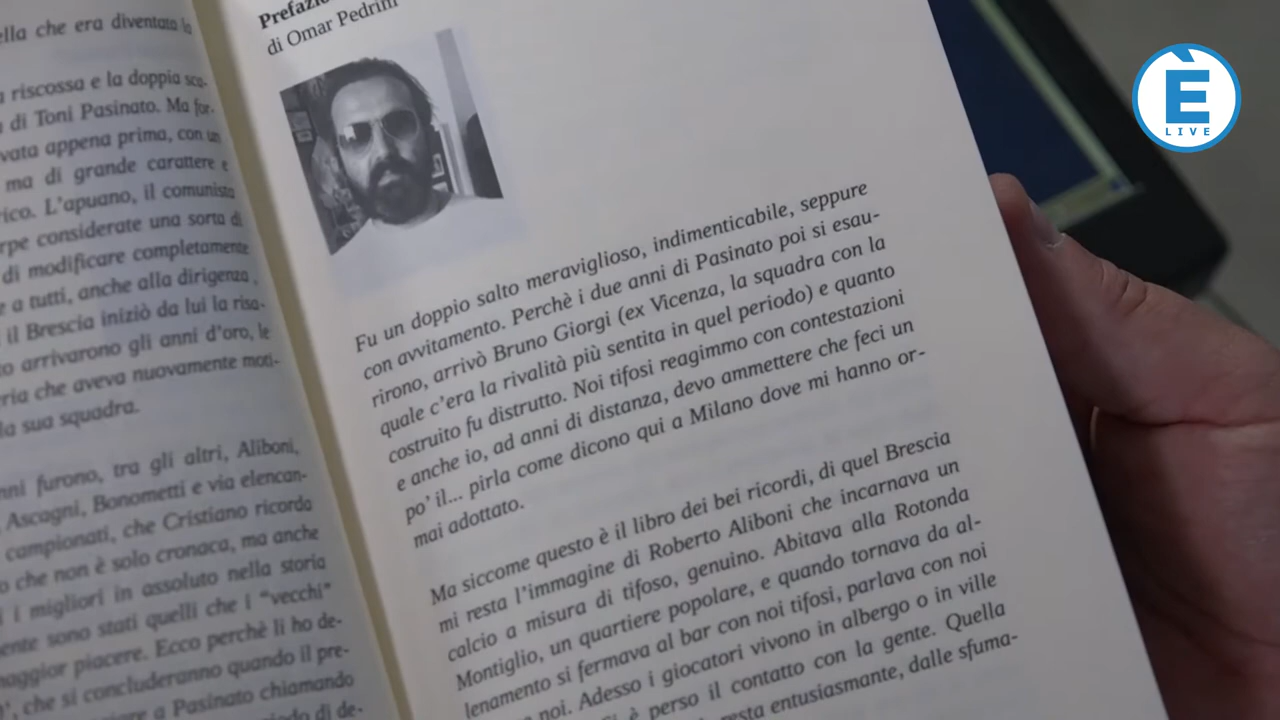 ella che era diventata la
riscossa e la doppia sca-
di Toni Pasinato. Ma for-
vata appena prima, con un
ma di grande carattere e
rico. L'apuano, il comunista
rpe considerate una sorta di
di modificare completamente
e a tutti, anche alla dirigenza,
il Brescia iniziò da lui la risa-
o arrivarono gli anni d'oro, le
ria che aveva nuovamente moti-
la sua squadra.
nni furono, tra gli altri, Aliboni,
Ascagni, Bonometti e via elencan-
campionati, che Cristiano ricorda
o che non è solo cronaca, ma anche
i migliori in assoluto nella storia
ente sono stati quelli che i “vecchi”
aggior piacere. Ecco perchè li ho de-
, che si concluderanno quando il pre-
a Pasinato chiamando
di de-
Prefazio
di Omar Pedrini
Fu un doppio salto meraviglioso, indimenticabile, seppure
con avvitamento. Perchè i due anni di Pasinato poi si esau-
rirono, arrivò Bruno Giorgi (ex Vicenza, la squadra con la
quale c'era la rivalità più sentita in quel periodo) e quanto
costruito fu distrutto. Noi tifosi reagimmo con contestazioni
e anche io, ad anni di distanza, devo ammettere che feci un
po' il... pirla come dicono qui a Milano dove mi hanno or-
mai adottato.
Ma siccome questo è il libro dei bei ricordi, di quel Brescia
mi resta l'immagine di Roberto Aliboni che incarnava un
calcio a misura di tifoso, genuino. Abitava alla Rotonda
Montiglio, un quartiere popolare, e quando tornava da al-
lenamento si fermava al bar con noi tifosi, parlava con noi
noi. Adesso i giocatori vivono in albergo o in ville
è perso il contatto con la gente. Quella
resta entusiasmante, dalle sfuma-
È
LIVE